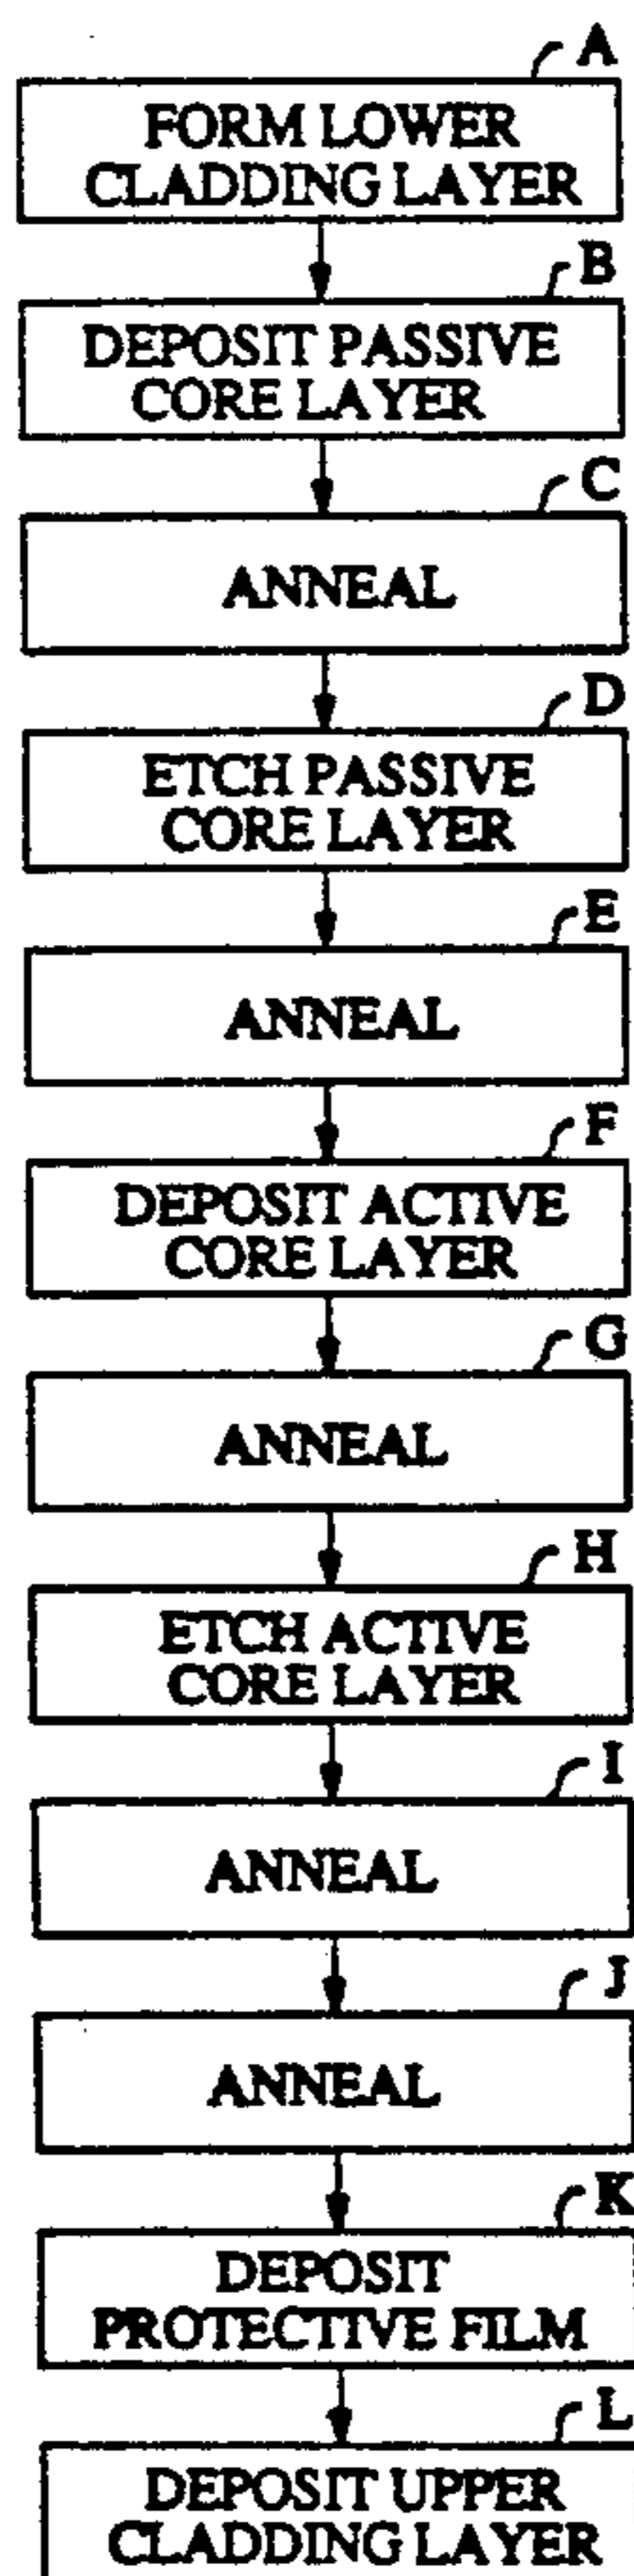 A
FORM LOWER
CLADDING LAYER
B
DEPOSIT PASSIVE
CORE LAYER
C
ANNEAL
D
ETCH PASSIVE
CORE LAYER
E
ANNEAL
F
DEPOSIT ACTIVE
CORE LAYER
G
ANNEAL
H
ETCH ACTIVE
CORE LAYER
I
ANNEAL
J
ANNEAL
K
DEPOSIT
PROTECTIVE FILM
L
DEPOSIT UPPER
CLADDING LAYER